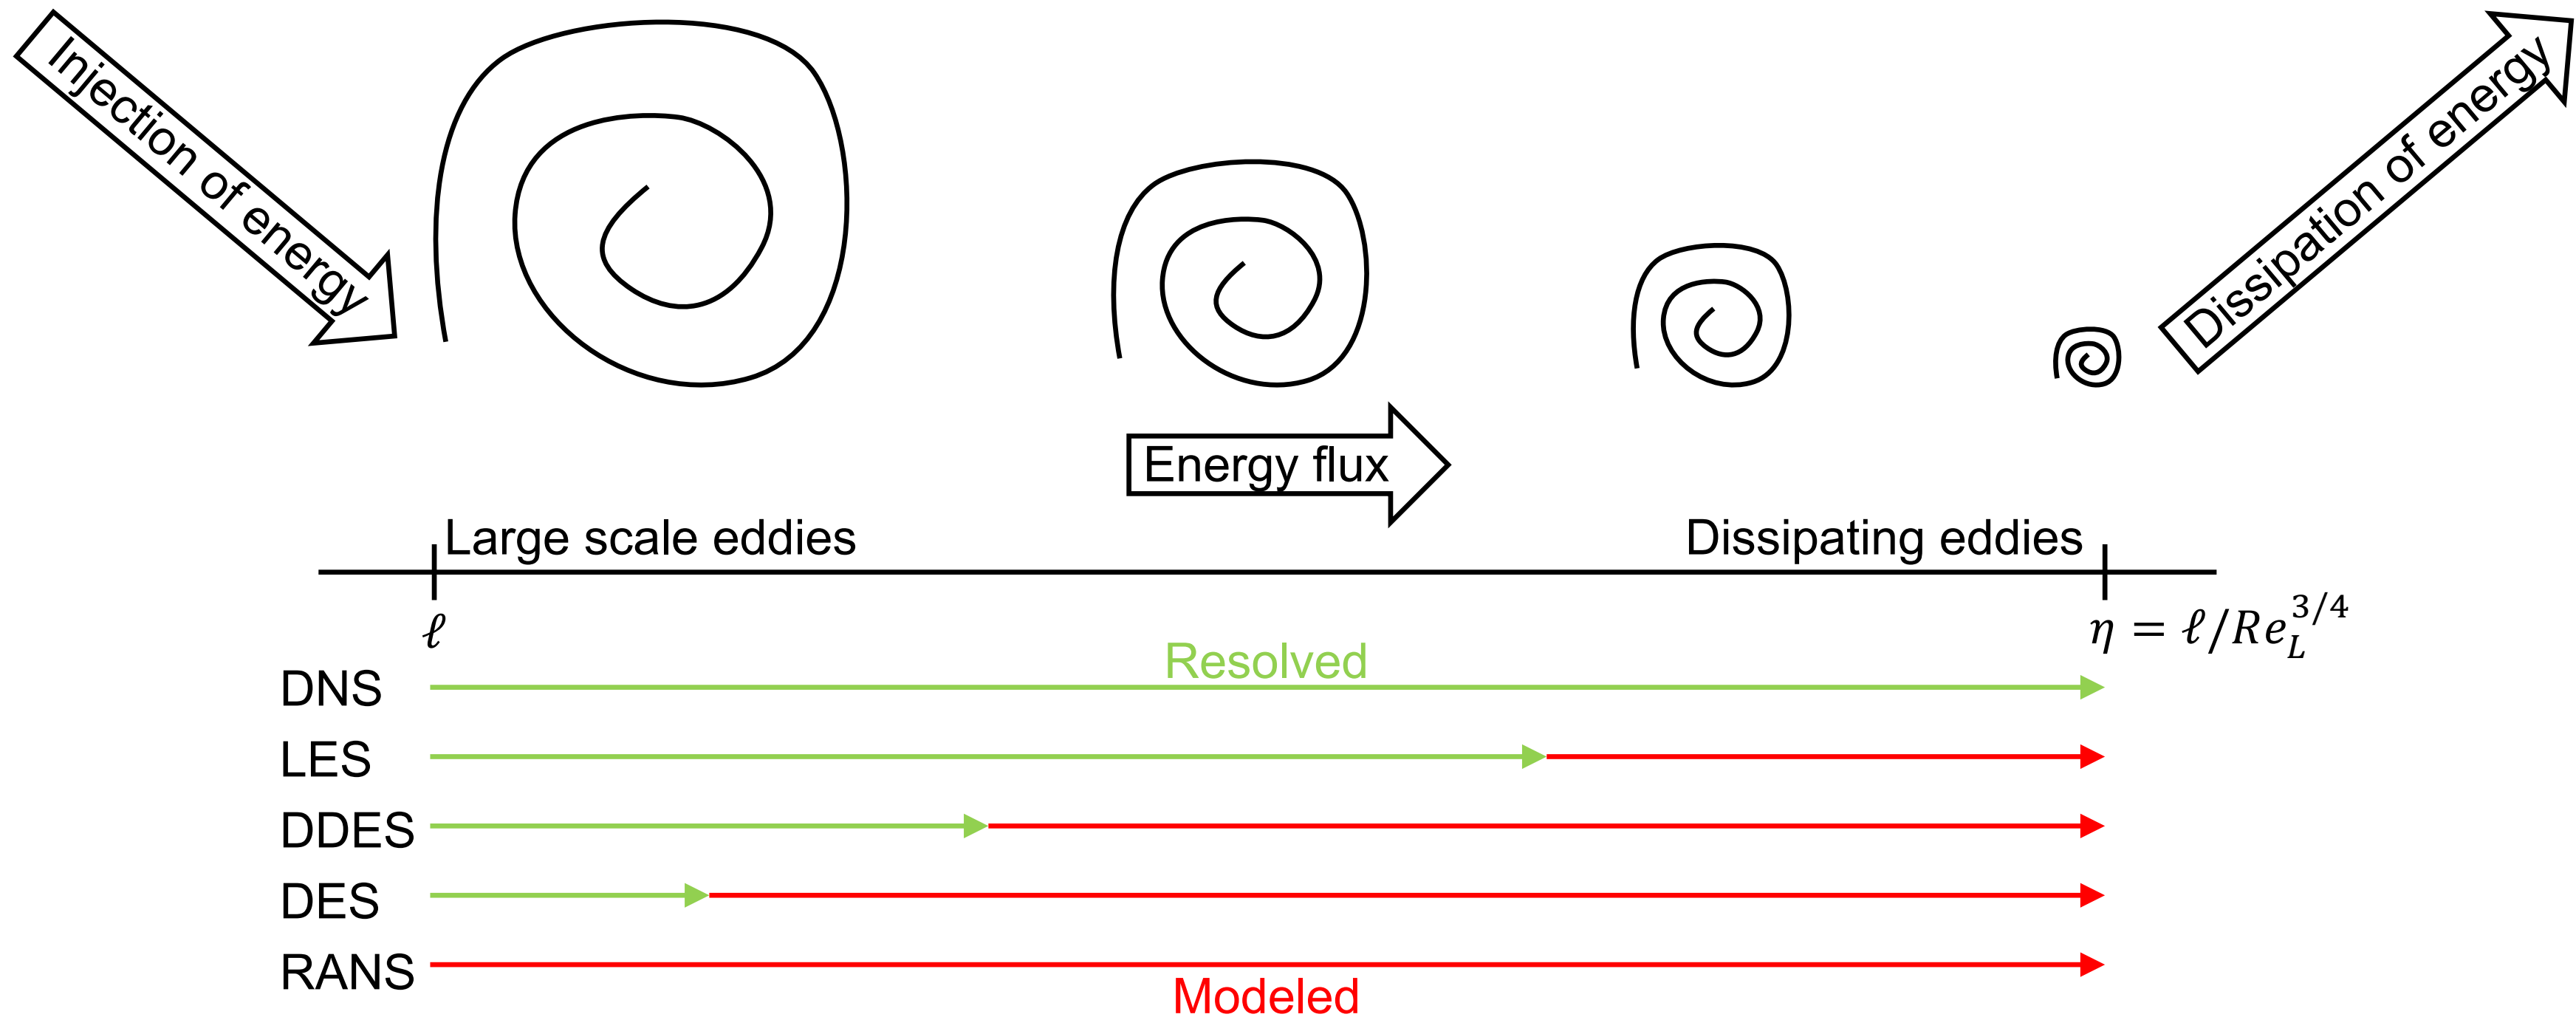 Injection of energy
Dissipation of energy
Energy flux
Large scale eddies
Dissipating eddies
ℓ
η = ℓ/Re_L^{3/4}
Resolved
DNS
LES
DDES
DES
RANS
Modeled